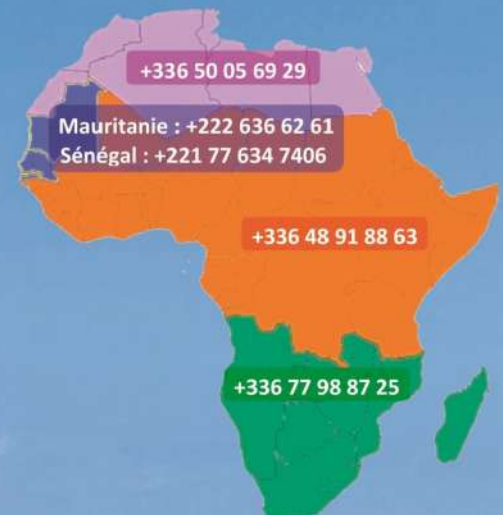 +336 50 05 69 29
Mauritanie : +222 636 62 61
Sénégal : +221 77 634 7406
+336 48 91 88 63
+336 77 98 87 25